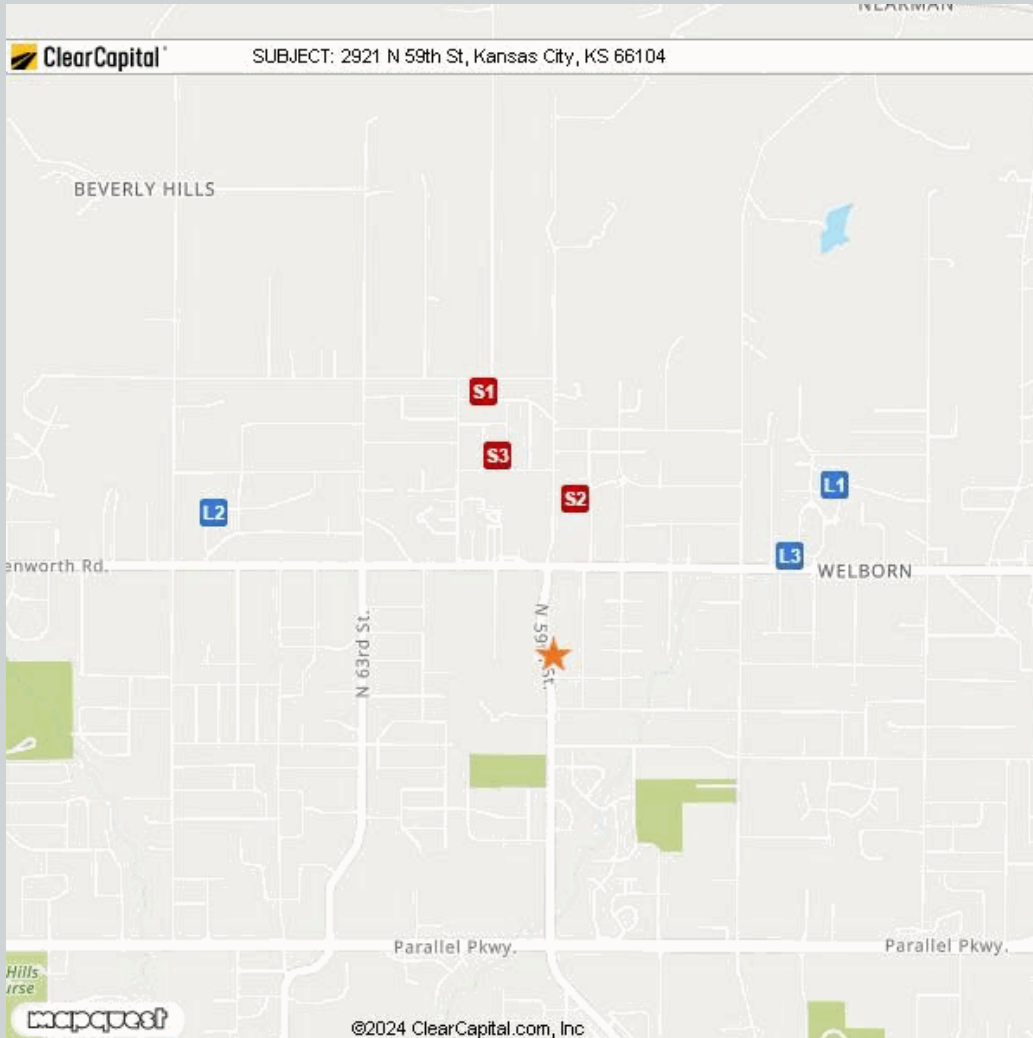 NEARMAN
ClearCapital SUBJECT: 2921 N 59th St, Kansas City, KS 66104
BEVERLY HILLS
S1
S3
L1
S2
L2
L3
enworth Rd.
WELBORN
N 63rd St.
N 59th St.
Parallel Pkwy.
Parallel Pkwy.
Hills
urse
mapquest
©2024 ClearCapital.com, Inc